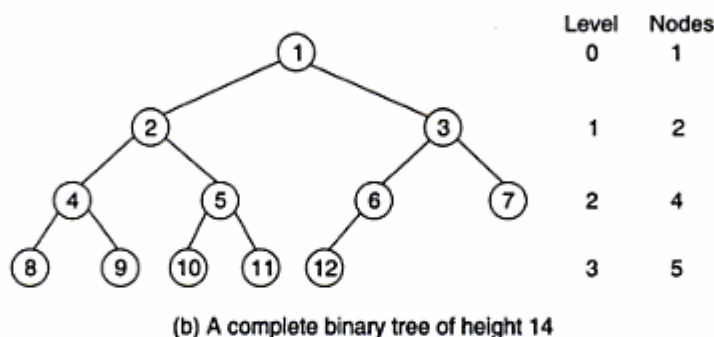 Level Nodes
1 0 1
2 3 1 2
4 5 6 7 2 4
8 9 10 11 12 3 5
(b) A complete binary tree of height 14